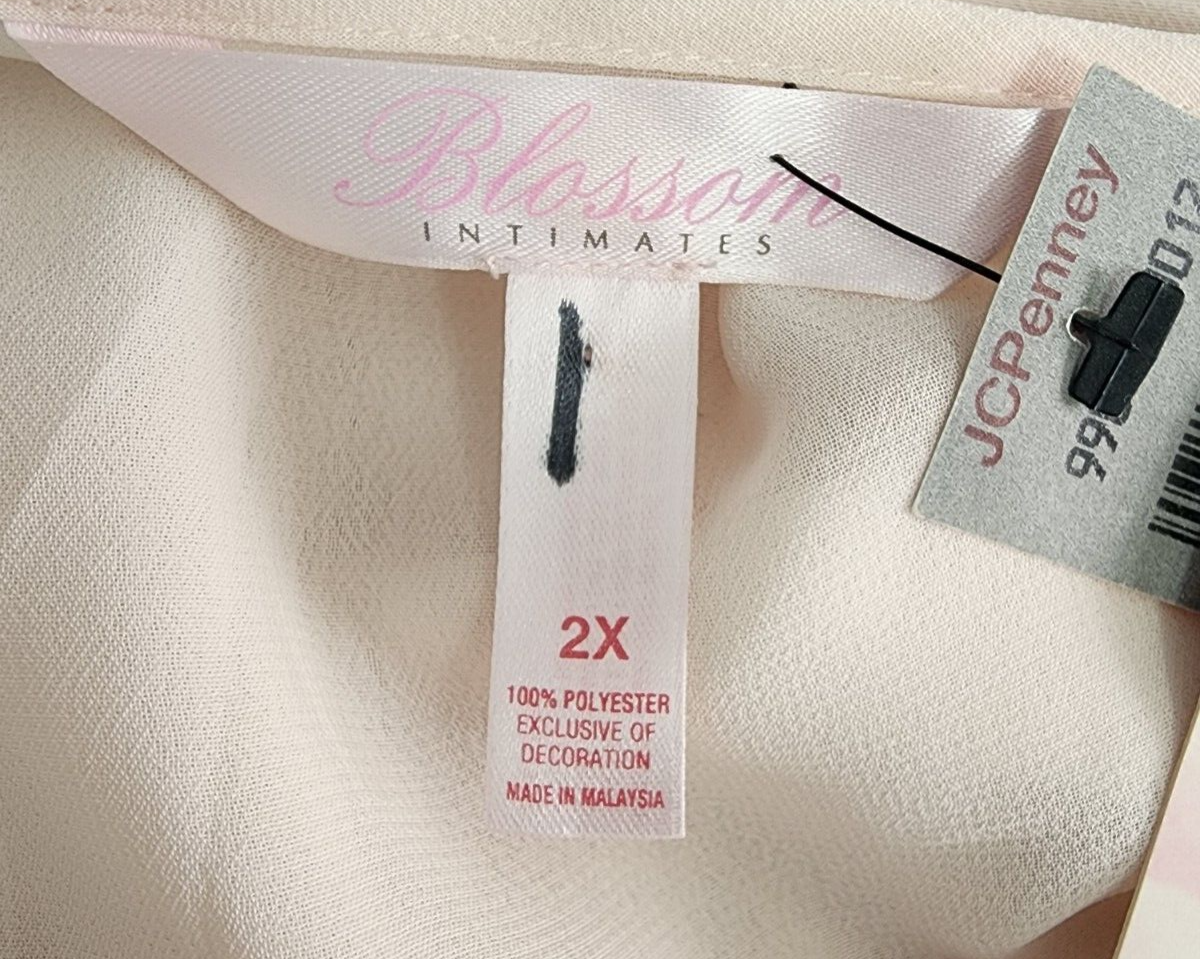 Blossom
INTIMATES
2X
100% POLYESTER
EXCLUSIVE OF
DECORATION
MADE IN MALAYSIA
JCPenney